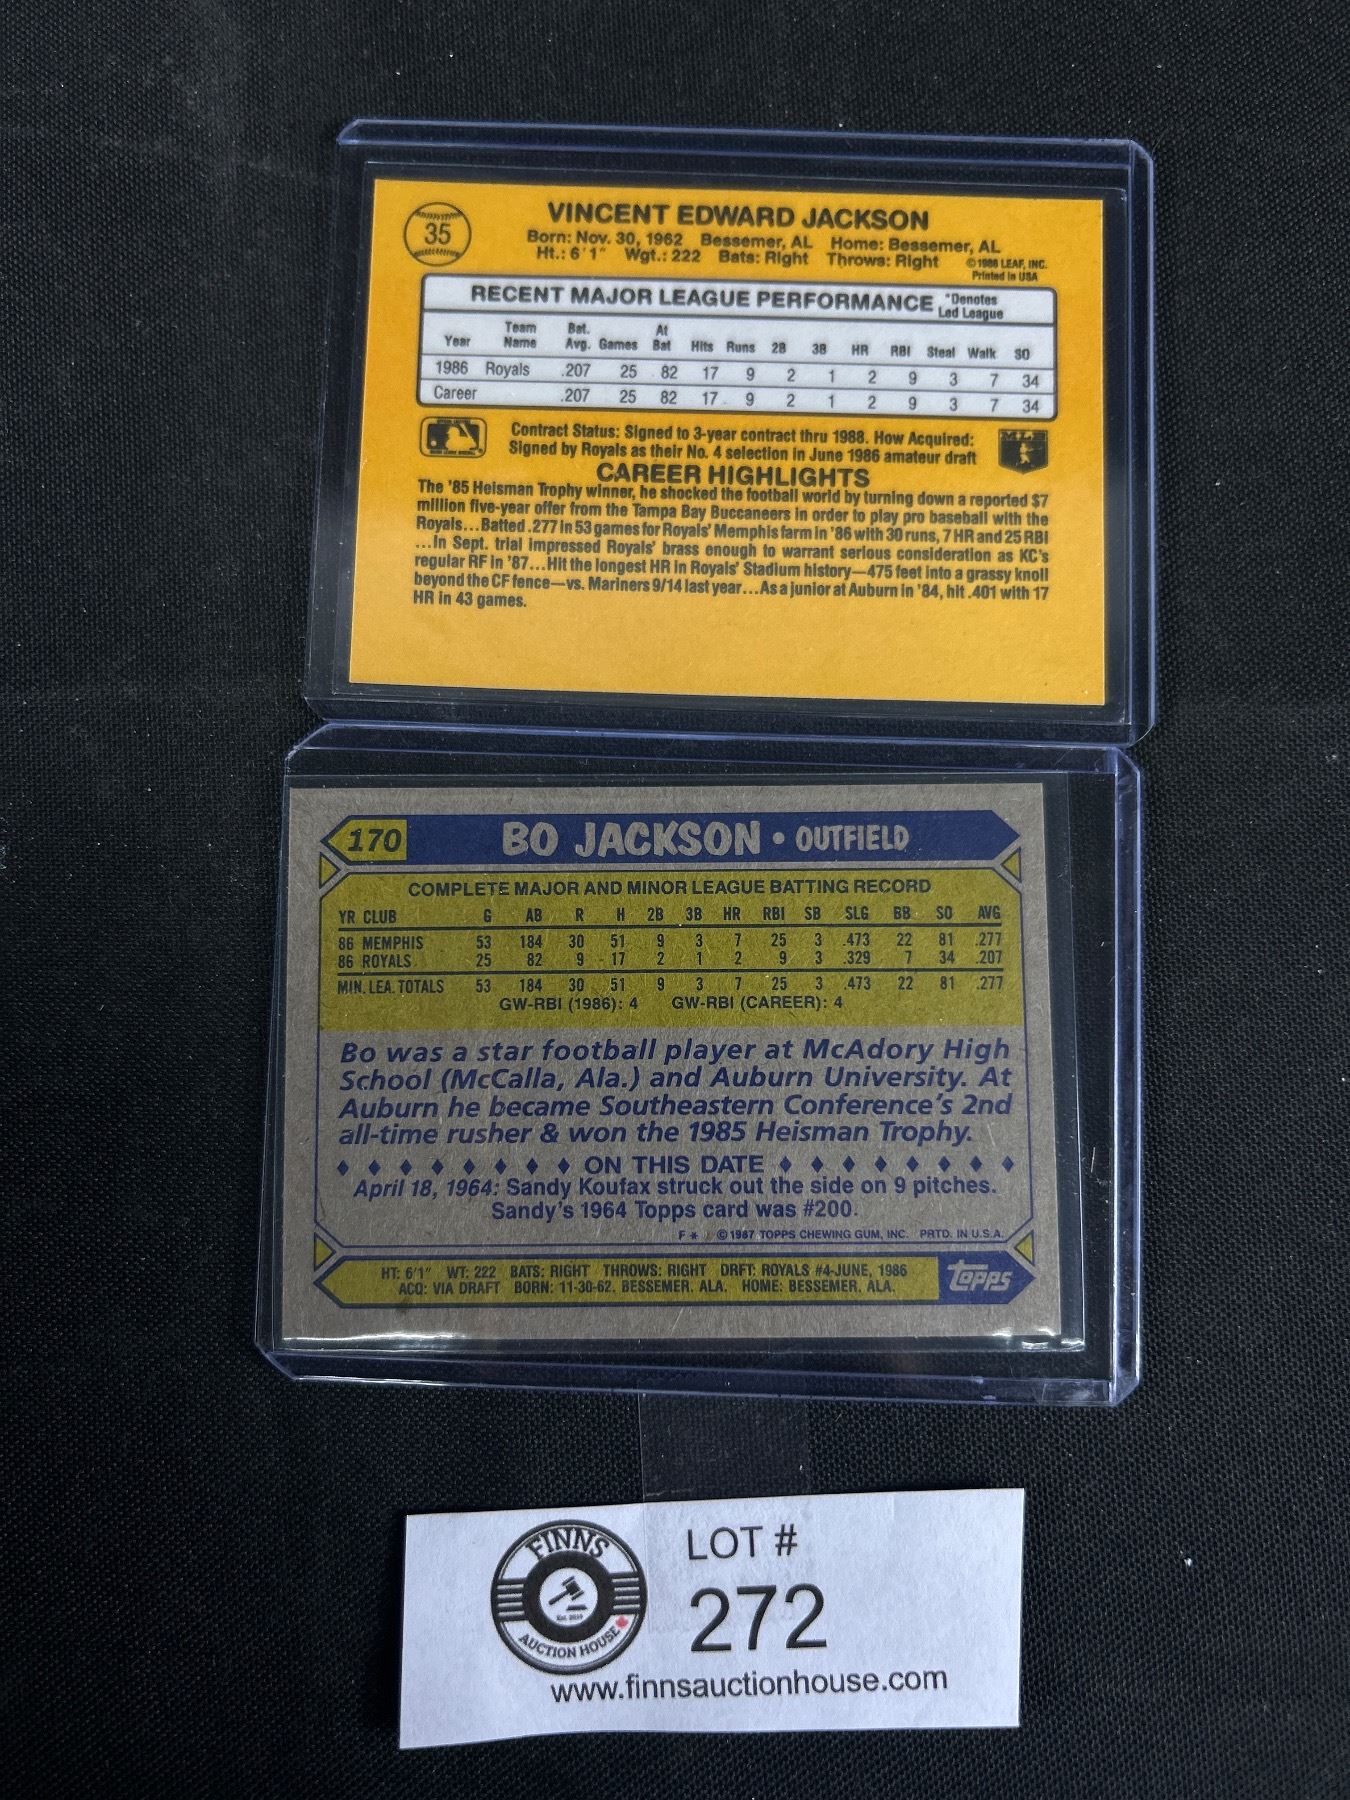 35
VINCENT EDWARD JACKSON
Born: Nov. 30, 1962 Bessemer, AL Home: Bessemer, AL
Ht.: 6'1" Wgt.: 222 Bats: Right Throws: Right ©1986 LEAF, INC.
Printed in USA
RECENT MAJOR LEAGUE PERFORMANCE *Denotes
Led League
Year Team Name Bat. Avg. Games At Bat Hits Runs 2B 3B HR RBI Steal Walk SO
1986 Royals .207 25 82 17 9 2 1 2 9 3 7 34
Career .207 25 82 17 9 2 1 2 9 3 7 34
Contract Status: Signed to 3-year contract thru 1988. How Acquired:
Signed by Royals as their No. 4 selection in June 1986 amateur draft
CAREER HIGHLIGHTS
The '85 Heisman Trophy winner, he shocked the football world by turning down a reported $7
million five-year offer from the Tampa Bay Buccaneers in order to play pro baseball with the
Royals...Batted .277 in 53 games for Royals' Memphis farm in '86 with 30 runs, 7 HR and 25 RBI
...In Sept. trial impressed Royals' brass enough to warrant serious consideration as KC's
regular RF in '87...Hit the longest HR in Royals' Stadium history—475 feet into a grassy knoll
beyond the CF fence—vs. Mariners 9/14 last year...As a junior at Auburn in '84, hit .401 with 17
HR in 43 games.
170 BO JACKSON • OUTFIELD
COMPLETE MAJOR AND MINOR LEAGUE BATTING RECORD
YR CLUB G AB R H 2B 3B HR RBI SB SLG BB SO AVG
86 MEMPHIS 53 184 30 51 9 3 7 25 3 .473 22 81 .277
86 ROYALS 25 82 9 17 2 1 2 9 3 .329 7 34 .207
MIN. LEA. TOTALS 53 184 30 51 9 3 7 25 3 .473 22 81 .277
GW-RBI (1986): 4 GW-RBI (CAREER): 4
Bo was a star football player at McAdory High
School (McCalla, Ala.) and Auburn University. At
Auburn he became Southeastern Conference's 2nd
all-time rusher & won the 1985 Heisman Trophy.
ON THIS DATE
April 18, 1964: Sandy Koufax struck out the side on 9 pitches.
Sandy's 1964 Topps card was #200.
F * ©1987 TOPPS CHEWING GUM, INC. PRTD. IN U.S.A.
HT: 6'1" WT: 222 BATS: RIGHT THROWS: RIGHT DRFT: ROYALS #4-JUNE, 1986
ACQ: VIA DRAFT BORN: 11-30-62, BESSEMER, ALA. HOME: BESSEMER, ALA.
topps
FINNS
Est. 2019
AUCTION HOUSE
LOT #
272
www.finnsauctionhouse.com